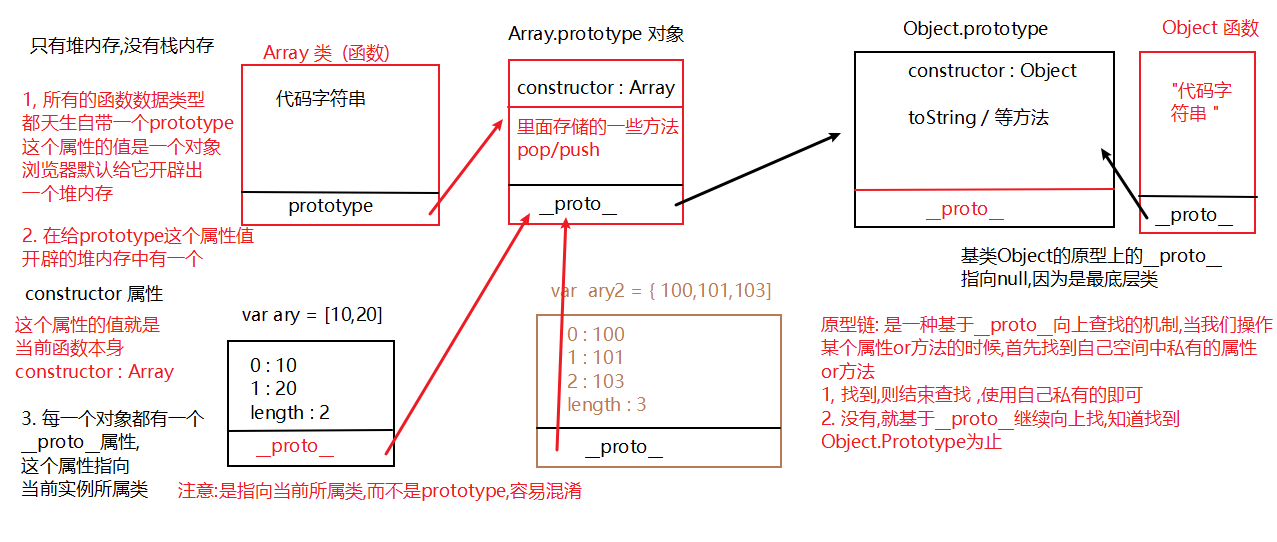 只有堆内存,没有栈内存
1, 所有的函数数据类型
都天生自带一个prototype
这个属性的值是一个对象
浏览器默认给它开辟出
一个堆内存
2. 在给prototype这个属性值
开辟的堆内存中有一个
constructor 属性
这个属性的值就是
当前函数本身
constructor : Array
3. 每一个对象都有一个
__proto__属性,
这个属性指向
当前实例所属类
注意:是指向当前所属类,而不是prototype,容易混淆
Array 类 (函数)
代码字符串
prototype
Array.prototype 对象
constructor : Array
里面存储的一些方法
pop/push
__proto__
Object.prototype
constructor : Object
toString / 等方法
__proto__
Object 函数
"代码字
符串 "
__proto__
基类Object的原型上的__proto__
指向null,因为是最底层类
var ary = [10,20]
0 : 10
1 : 20
length : 2
__proto__
var ary2 = { 100,101,103]
0 : 100
1 : 101
2 : 103
length : 3
__proto__
原型链: 是一种基于__proto__向上查找的机制,当我们操作
某个属性or方法的时候,首先找到自己空间中私有的属性
or方法
1, 找到,则结束查找 ,使用自己私有的即可
2. 没有,就基于__proto__继续向上找,知道找到
Object.Prototype为止